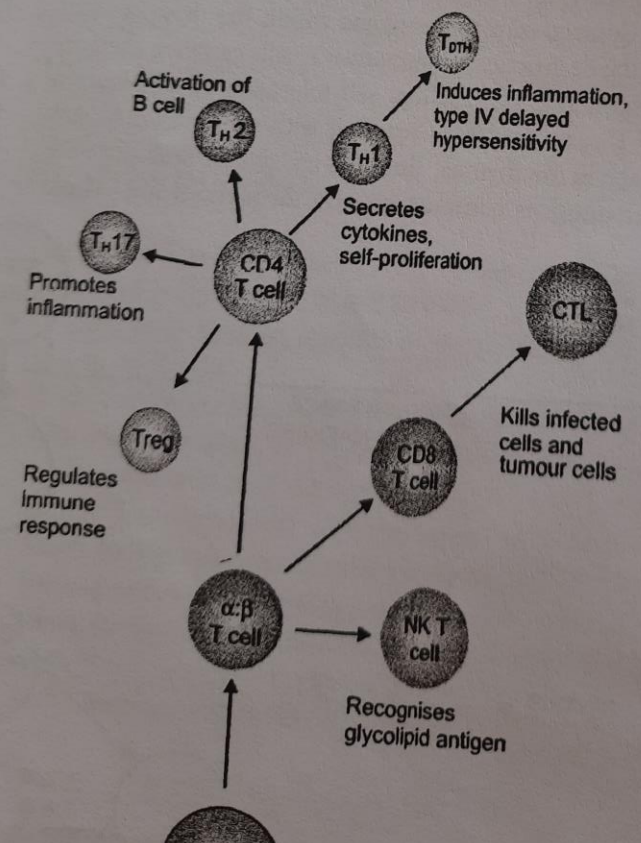 TDTH
Induces inflammation,
type IV delayed
hypersensitivity
Activation of
B cell
TH2
TH1
Secretes
cytokines,
self-proliferation
TH17
Promotes
inflammation
CD4
T cell
CTL
Kills infected
cells and
tumour cells
Treg
Regulates
immune
response
CD8
T cell
α:β
T cell
NK T
cell
Recognises
glycolipid antigen